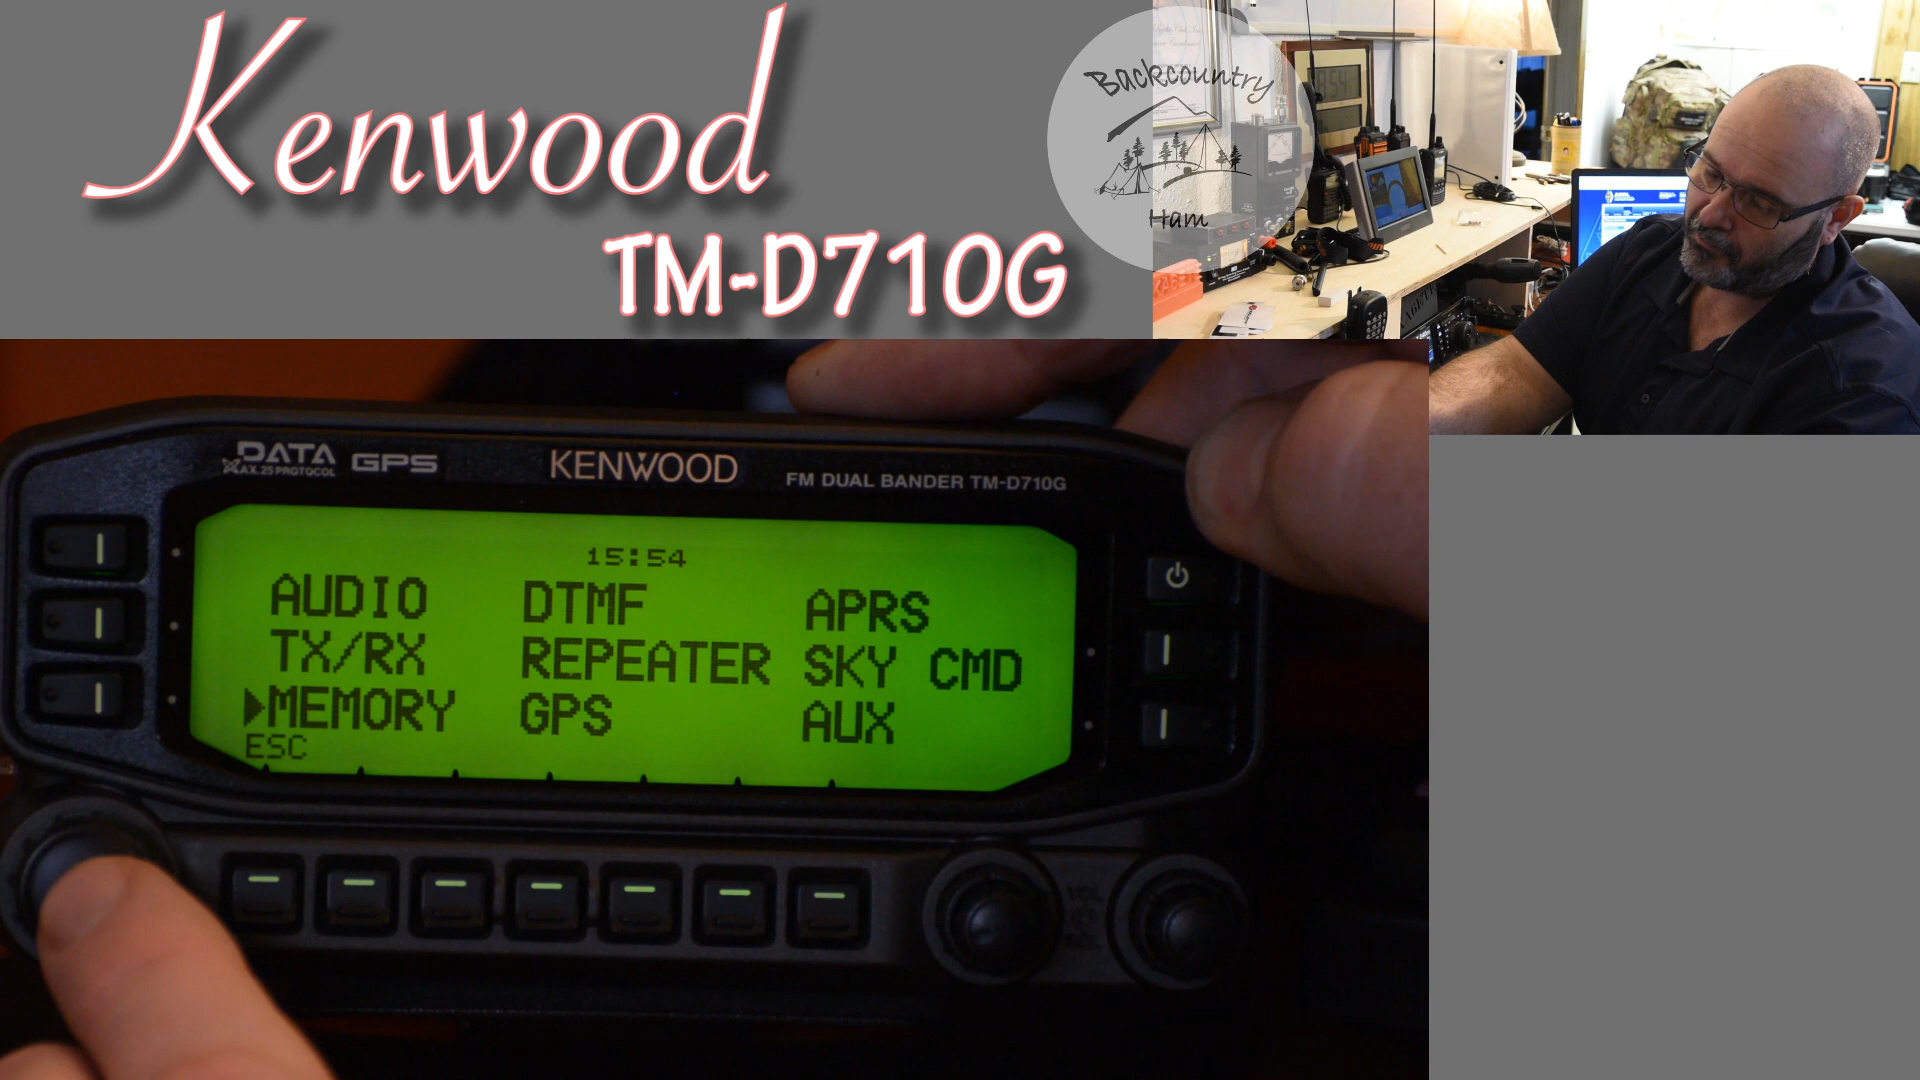 Kenwood
TM-D710G
Backcountry
Ham
DATA GPS
AX.25 PROTOCOL
KENWOOD
FM DUAL BANDER TM-D710G
15:54
AUDIO DTMF APRS
TX/RX REPEATER SKY CMD
MEMORY GPS AUX
ESC
VOL